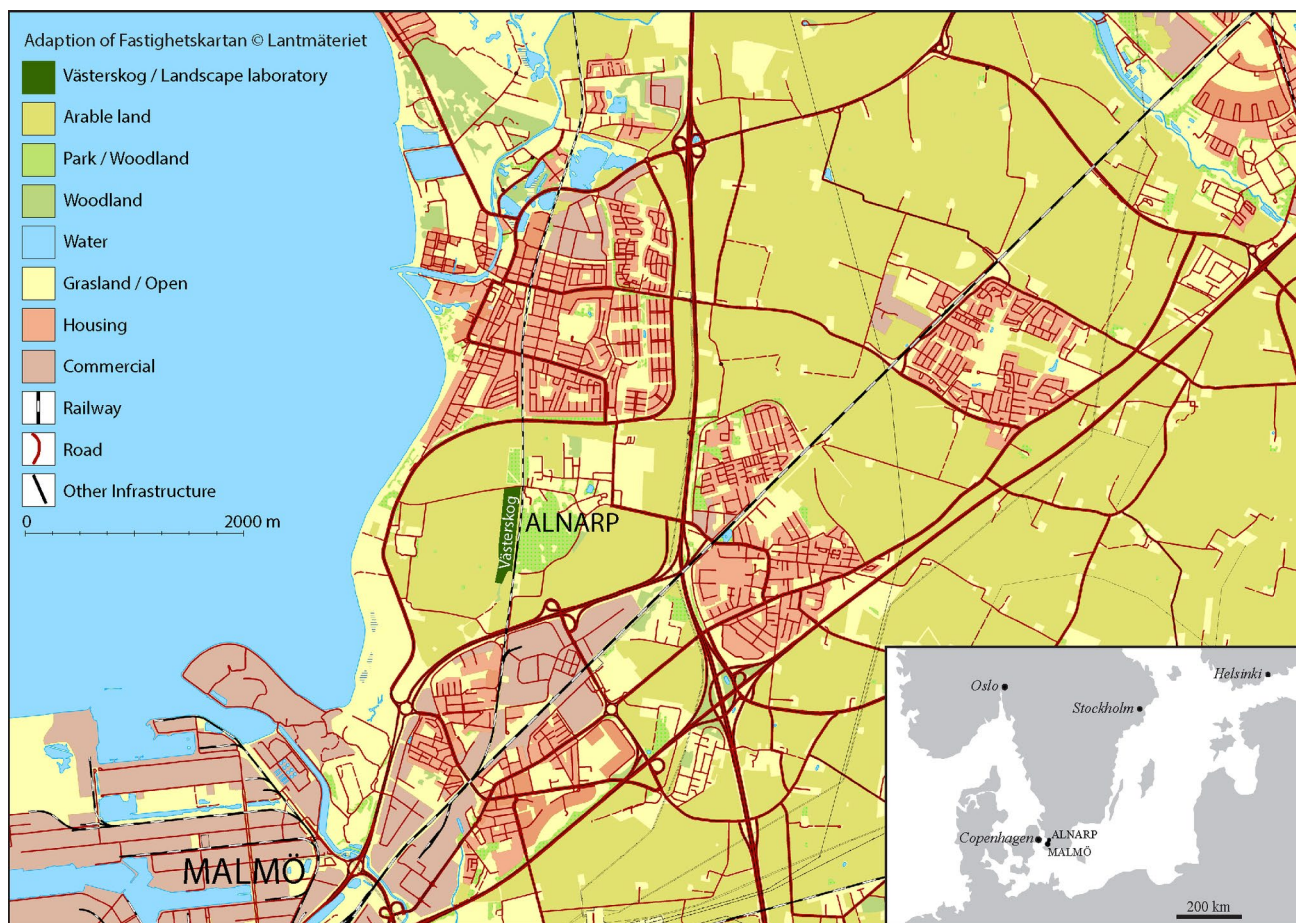 Adaption of Fastighetskartan © Lantmäteriet
Västerskog / Landscape laboratory
Arable land
Park / Woodland
Woodland
Water
Grasland / Open
Housing
Commercial
Railway
Road
Other Infrastructure
0 2000 m
Västerskog
ALNARP
MALMÖ
Oslo
Stockholm
Helsinki
Copenhagen
ALNARP
MALMÖ
200 km